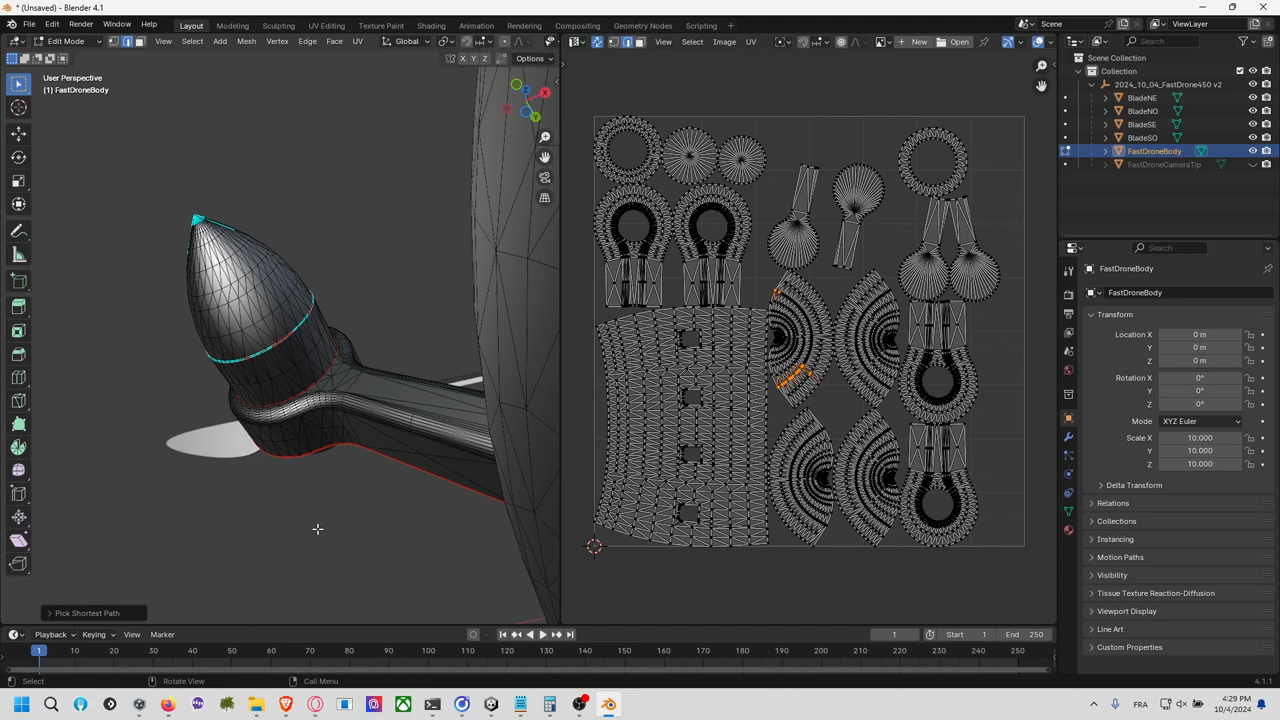 * (Unsaved) - Blender 4.1
File Edit Render Window Help Layout Modeling Sculpting UV Editing Texture Paint Shading Animation Rendering Compositing Geometry Nodes Scripting + Scene ViewLayer
Edit Mode View Select Add Mesh Vertex Edge Face UV Global View Select Image UV New Open Search
X Y Z Options
User Perspective
(1) FastDroneBody
Scene Collection
Collection
2024_10_04_FastDrone450 v2
BladeNE
BladeNO
BladeSE
BladeSO
FastDroneBody
FastDroneCameraTip
Search
FastDroneBody
FastDroneBody
Transform
Location X 0 m
Y 0 m
Z 0 m
Rotation X 0°
Y 0°
Z 0°
Mode XYZ Euler
Scale X 10.000
Y 10.000
Z 10.000
Delta Transform
Relations
Collections
Instancing
Motion Paths
Visibility
Tissue Texture Reaction-Diffusion
Viewport Display
Line Art
Custom Properties
Pick Shortest Path
Playback Keying View Marker 1 Start 1 End 250
1 10 20 30 40 50 60 70 80 90 100 110 120 130 140 150 160 170 180 190 200 210 220 230 240 250
Select Rotate View Call Menu 4.1.1
FRA 4:29 PM
10/4/2024